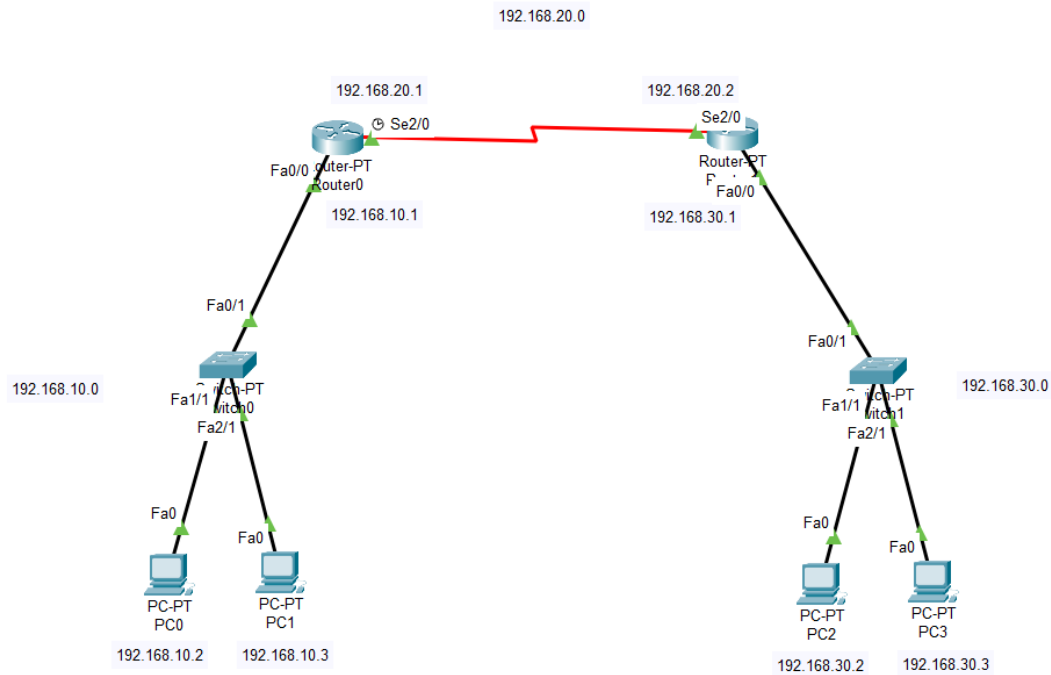 192.168.20.0
192.168.20.1
192.168.20.2
Se2/0
Se2/0
Router-PT
Fa0/0
Router0
Fa0/0
192.168.10.1
192.168.30.1
Fa0/1
Fa0/1
192.168.10.0
192.168.30.0
Fa1/1
Fa2/1
Fa1/1
Fa2/1
Fa0
Fa0
Fa0
Fa0
PC-PT
PC0
PC-PT
PC1
PC-PT
PC2
PC-PT
PC3
192.168.10.2
192.168.10.3
192.168.30.2
192.168.30.3